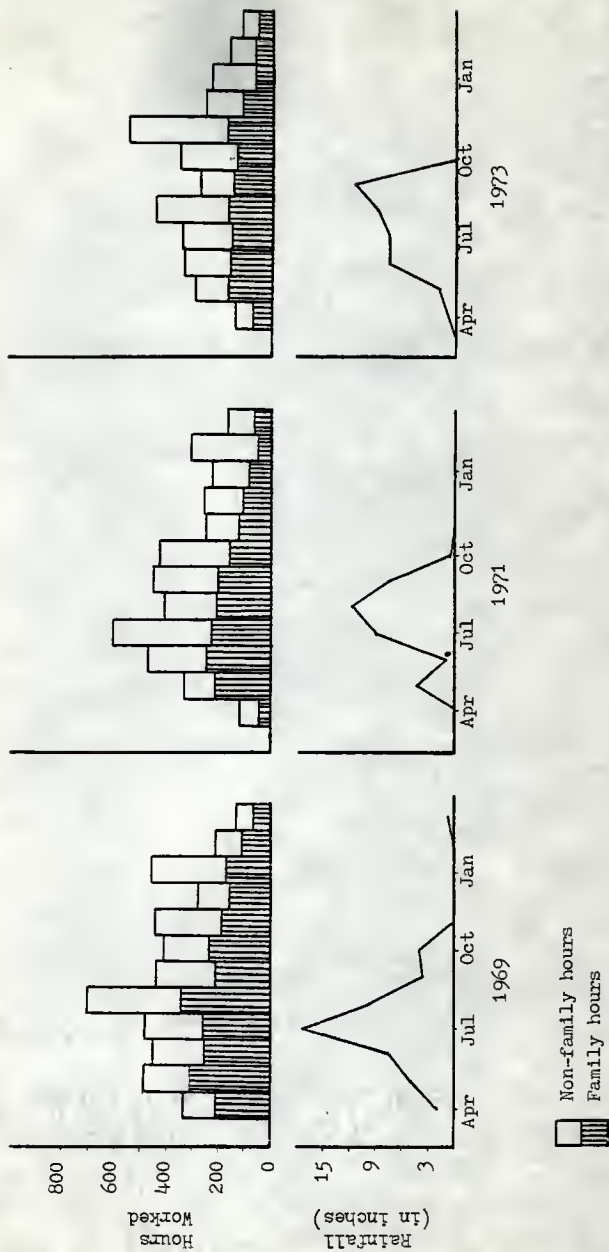 Hours
Worked
800
600
400
200
0
Rainfall
(in inches)
15
9
3
Apr
Jul
Oct
Jan
1969
Apr
Jul
Oct
Jan
1971
Apr
Jul
Oct
Jan
1973
Non-family hours
Family hours